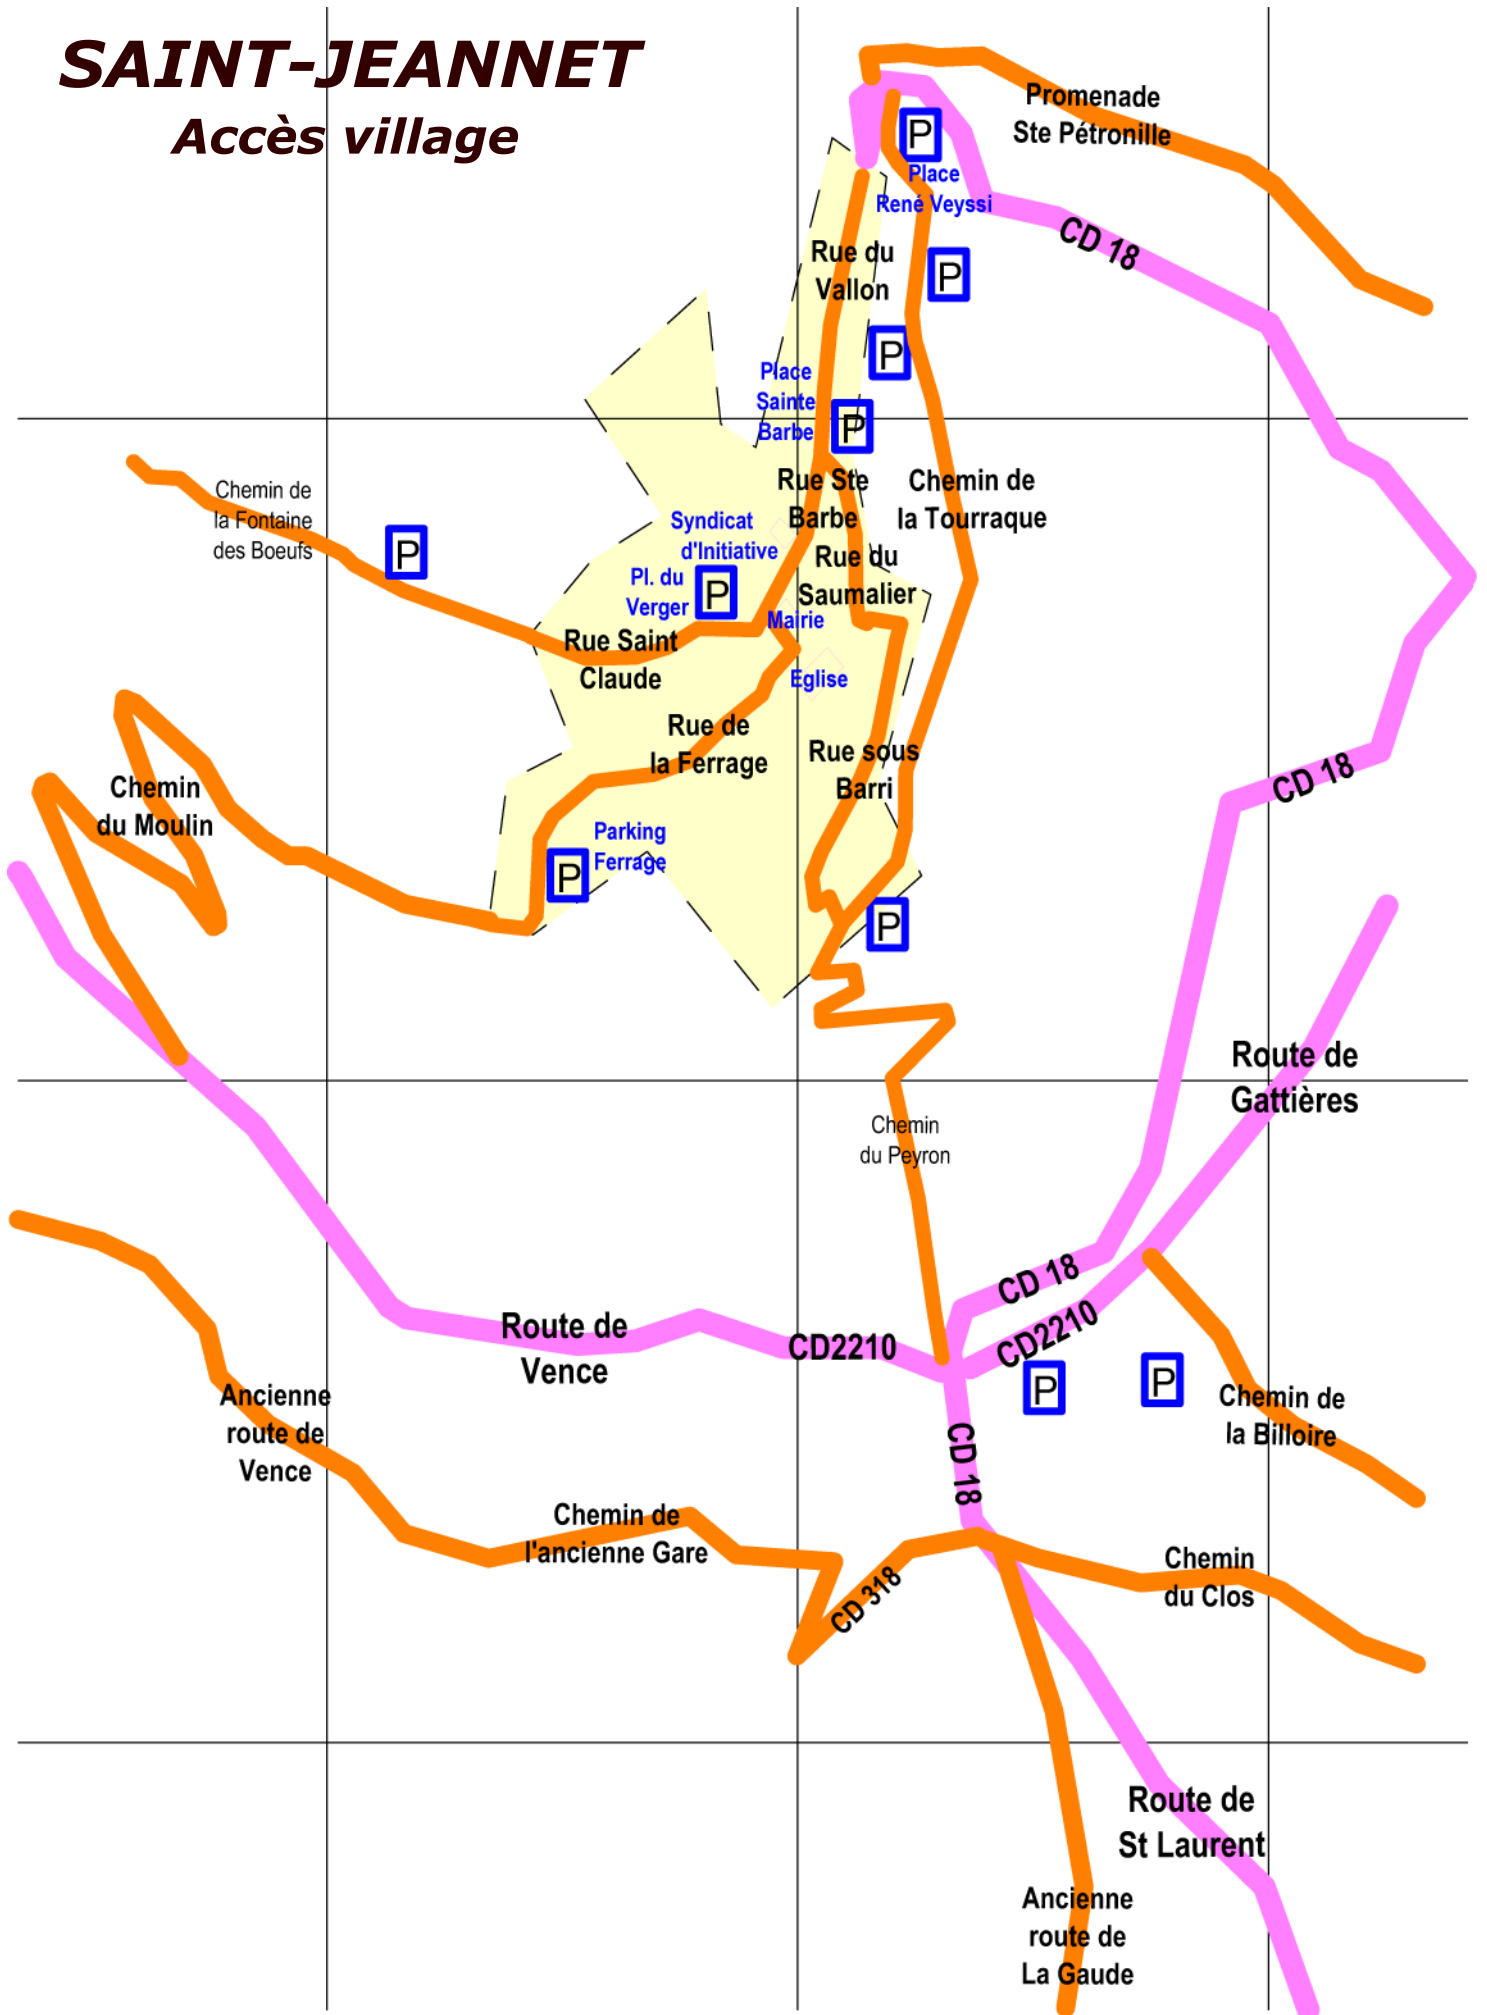 SAINT-JEANNET
Accès village
Promenade
Ste Pétronille
P
Place
René Veyssi
CD 18
Rue du
Vallon
P
P
Place
Sainte
Barbe
P
Rue Ste
Barbe
Chemin de
la Tourraque
Chemin de
la Fontaine
des Boeufs
P
Syndicat
d'Initiative
Pl. du
Verger
P
Rue du
Saumalier
Mairie
Rue Saint
Claude
Eglise
Rue de
la Ferrage
Rue sous
Barri
CD 18
Chemin
du Moulin
Parking
Ferrage
P
P
Route de
Gattières
Chemin
du Peyron
CD 18
CD2210
Route de
Vence
CD2210
P
P
Ancienne
route de
Vence
Chemin de
la Billoire
CD 18
Chemin de
l'ancienne Gare
CD 318
Chemin
du Clos
Route de
St Laurent
Ancienne
route de
La Gaude